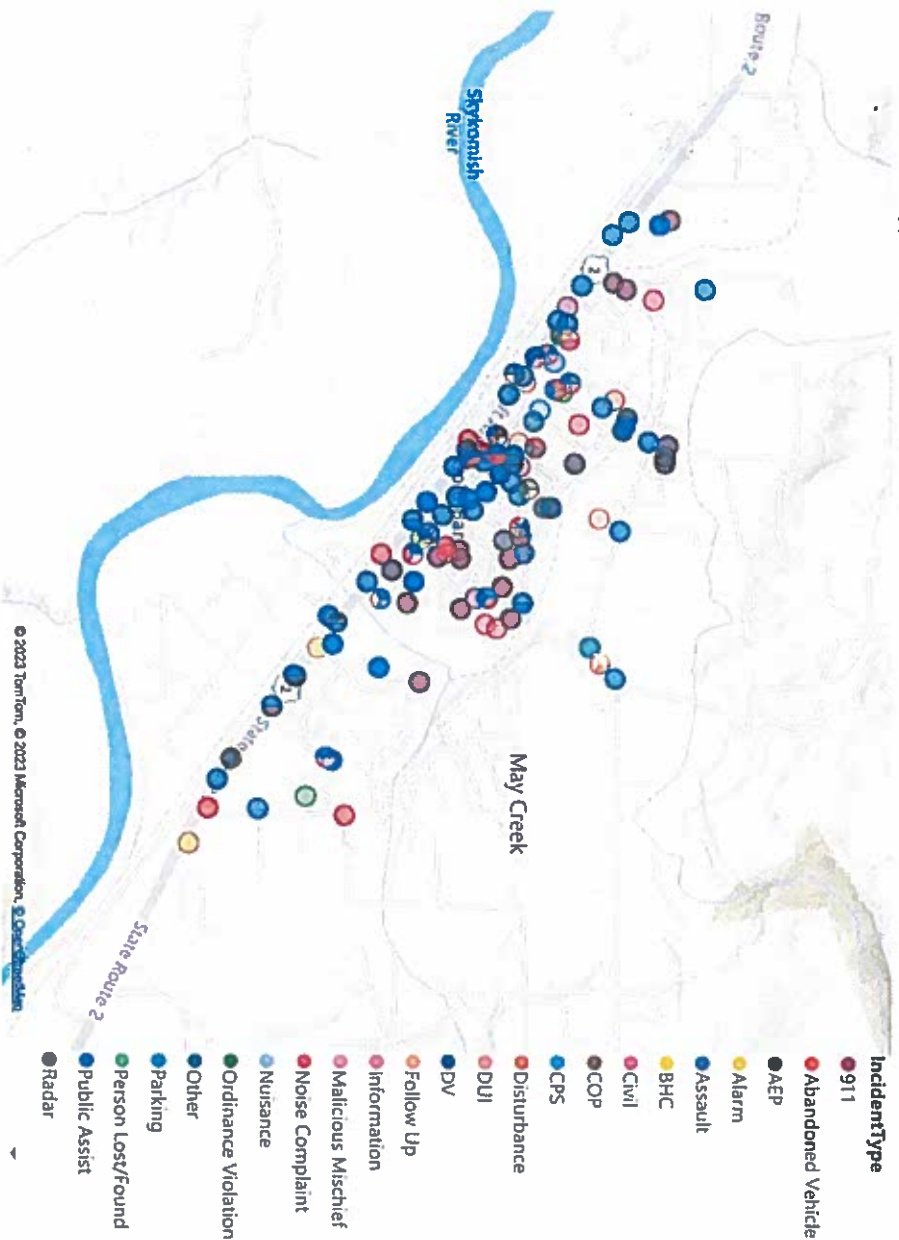 Route 2
Skykomish
River
2
2
State
May Creek
State Route 2
© 2023 TomTom, © 2023 Microsoft Corporation, © OpenStreetMap
IncidentType
911
Abandoned Vehicle
AEP
Alarm
Assault
BHC
Civil
COP
CPS
Disturbance
DUI
DV
Follow Up
Information
Malicious Mischief
Noise Complaint
Nuisance
Ordinance Violation
Other
Parking
Person Lost/Found
Public Assist
Radar